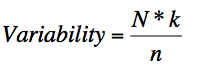 Variability = N * k / n